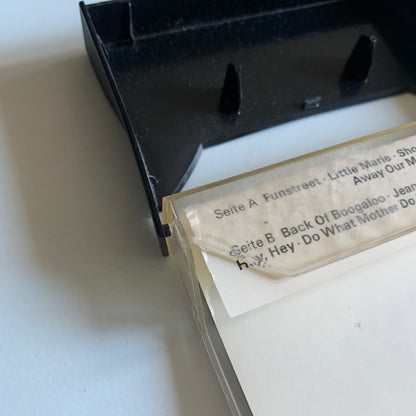 Seite A Funstreet · Little Marie · Sho
Away Our M
Seite B Back Of Boogaloo · Jean
Hey · Do What Mother Do